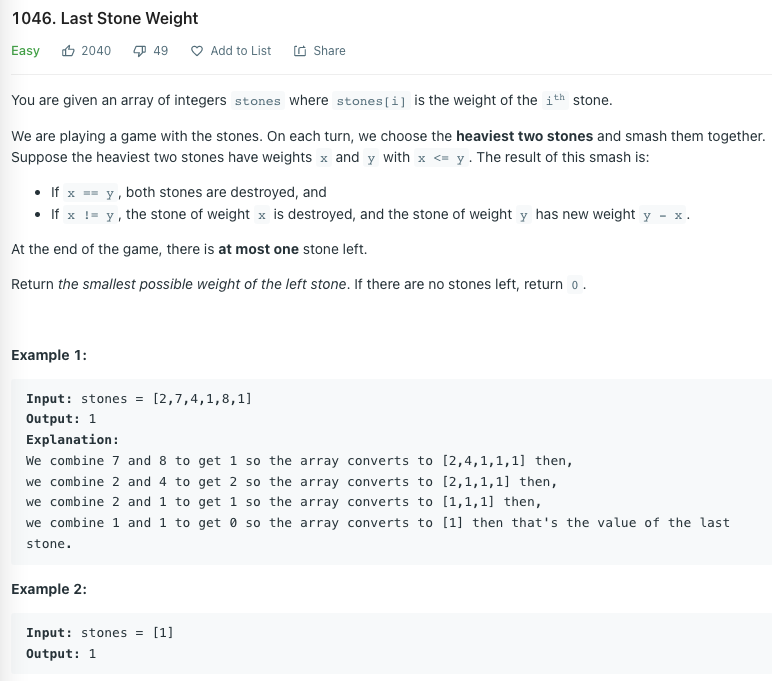 1046. Last Stone Weight
Easy 2040 49 Add to List Share
You are given an array of integers stones where stones[i] is the weight of the ith stone.
We are playing a game with the stones. On each turn, we choose the heaviest two stones and smash them together.
Suppose the heaviest two stones have weights x and y with x <= y. The result of this smash is:
• If x == y, both stones are destroyed, and
• If x != y, the stone of weight x is destroyed, and the stone of weight y has new weight y - x.
At the end of the game, there is at most one stone left.
Return the smallest possible weight of the left stone. If there are no stones left, return 0.
Example 1:
Input: stones = [2,7,4,1,8,1]
Output: 1
Explanation:
We combine 7 and 8 to get 1 so the array converts to [2,4,1,1,1] then,
we combine 2 and 4 to get 2 so the array converts to [2,1,1,1] then,
we combine 2 and 1 to get 1 so the array converts to [1,1,1] then,
we combine 1 and 1 to get 0 so the array converts to [1] then that's the value of the last
stone.
Example 2:
Input: stones = [1]
Output: 1